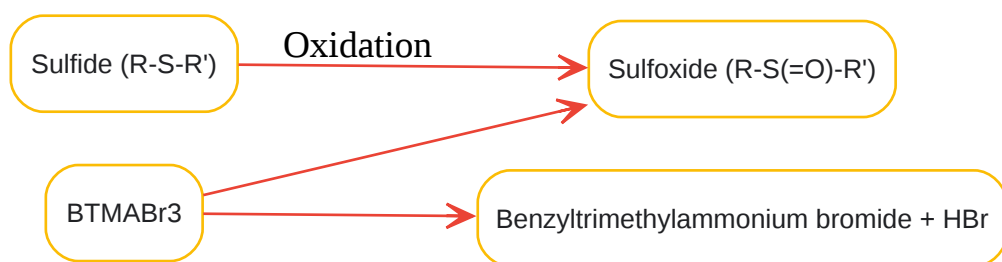 Sulfide (R-S-R')
Oxidation
Sulfoxide (R-S(=O)-R')
BTMABr3
Benzyltrimethylammonium bromide + HBr